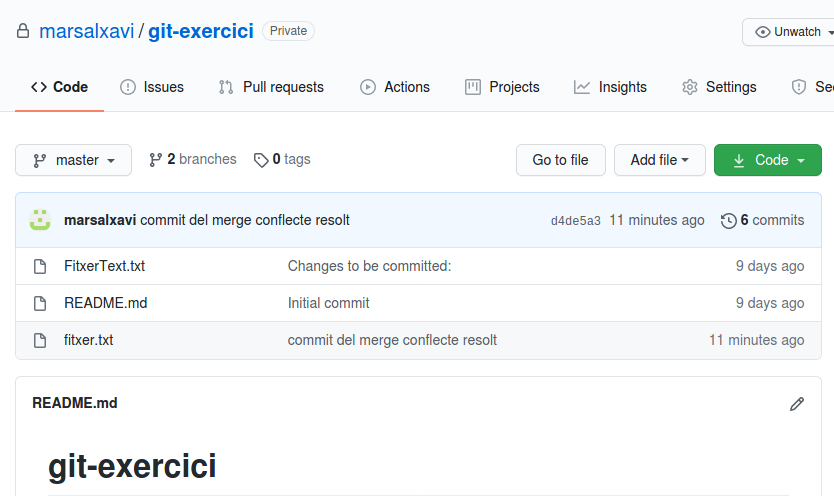 marsalxavi / git-exercici Private Unwatch
Code Issues Pull requests Actions Projects Insights Settings
master 2 branches 0 tags Go to file Add file Code
marsalxavi commit del merge conflecte resolt d4de5a3 11 minutes ago 6 commits
FitxerText.txt Changes to be committed: 9 days ago
README.md Initial commit 9 days ago
fitxer.txt commit del merge conflecte resolt 11 minutes ago
README.md
git-exercici